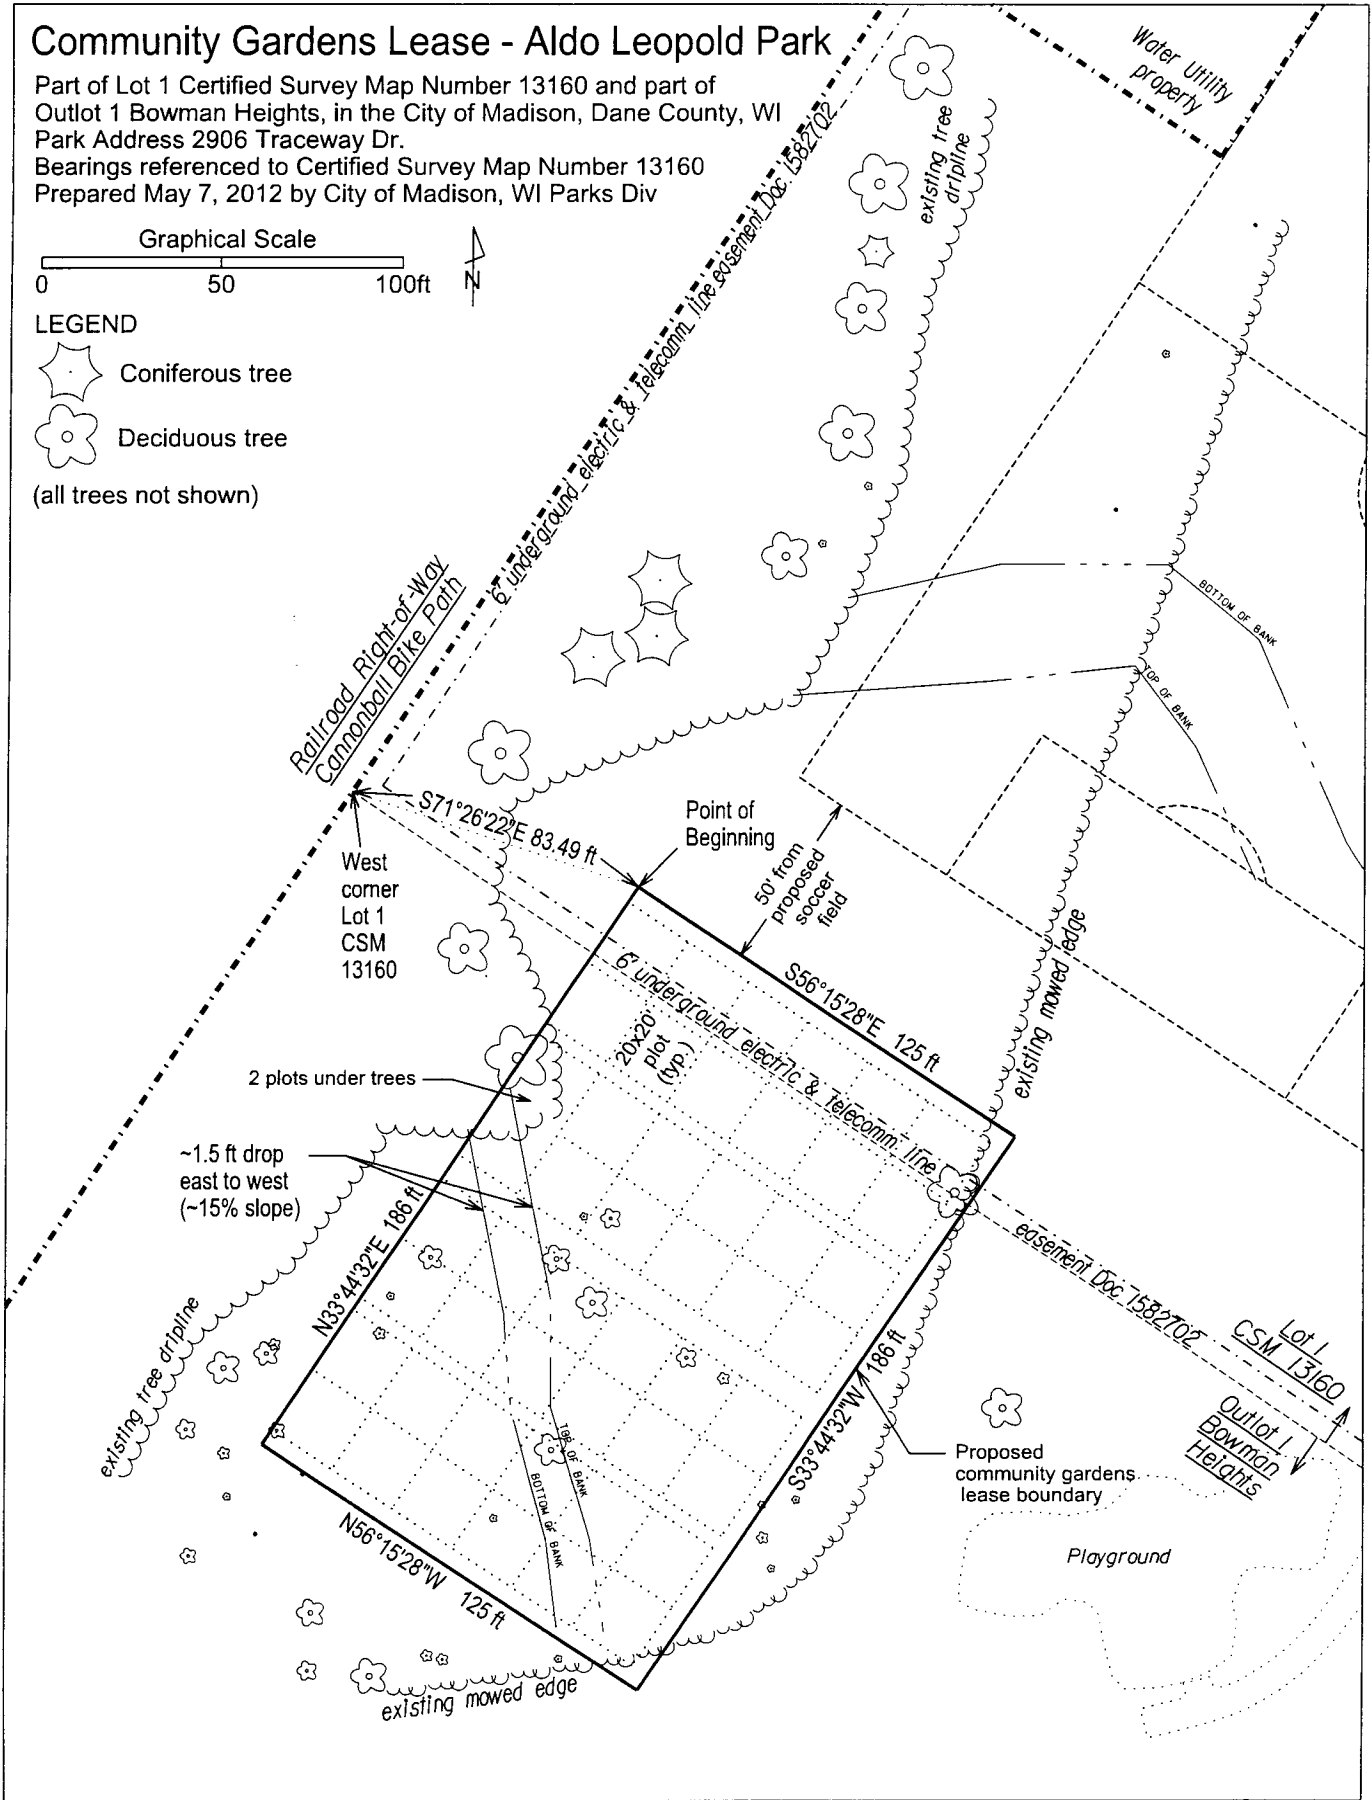 Community Gardens Lease - Aldo Leopold Park
Part of Lot 1 Certified Survey Map Number 13160 and part of
Outlot 1 Bowman Heights, in the City of Madison, Dane County, WI
Park Address 2906 Traceway Dr.
Bearings referenced to Certified Survey Map Number 13160
Prepared May 7, 2012 by City of Madison, WI Parks Div
Graphical Scale
0 50 100ft
N
LEGEND
Coniferous tree
Deciduous tree
(all trees not shown)
Water Utility
property
existing tree
dripline
6' underground electric & telecomm line easement Doc 1582702
Railroad Right-of-Way
Cannonball Bike Path
BOTTOM OF BANK
TOP OF BANK
S71°26'22"E 83.49 ft
Point of
Beginning
West
corner
Lot 1
CSM
13160
50' from
proposed
soccer
field
S56°15'28"E 125 ft
existing mowed edge
6' underground electric & telecomm. line
easement Doc 1582702
20x20'
plot
(typ.)
2 plots under trees
~1.5 ft drop
east to west
(~15% slope)
N33°44'32"E 186 ft
existing tree dripline
S33°44'32"W 186 ft
Lot 1
CSM 13160
Outlot 1
Bowman
Heights
Proposed
community gardens
lease boundary
TOP OF BANK
BOTTOM OF BANK
N56°15'28"W 125 ft
Playground
existing mowed edge